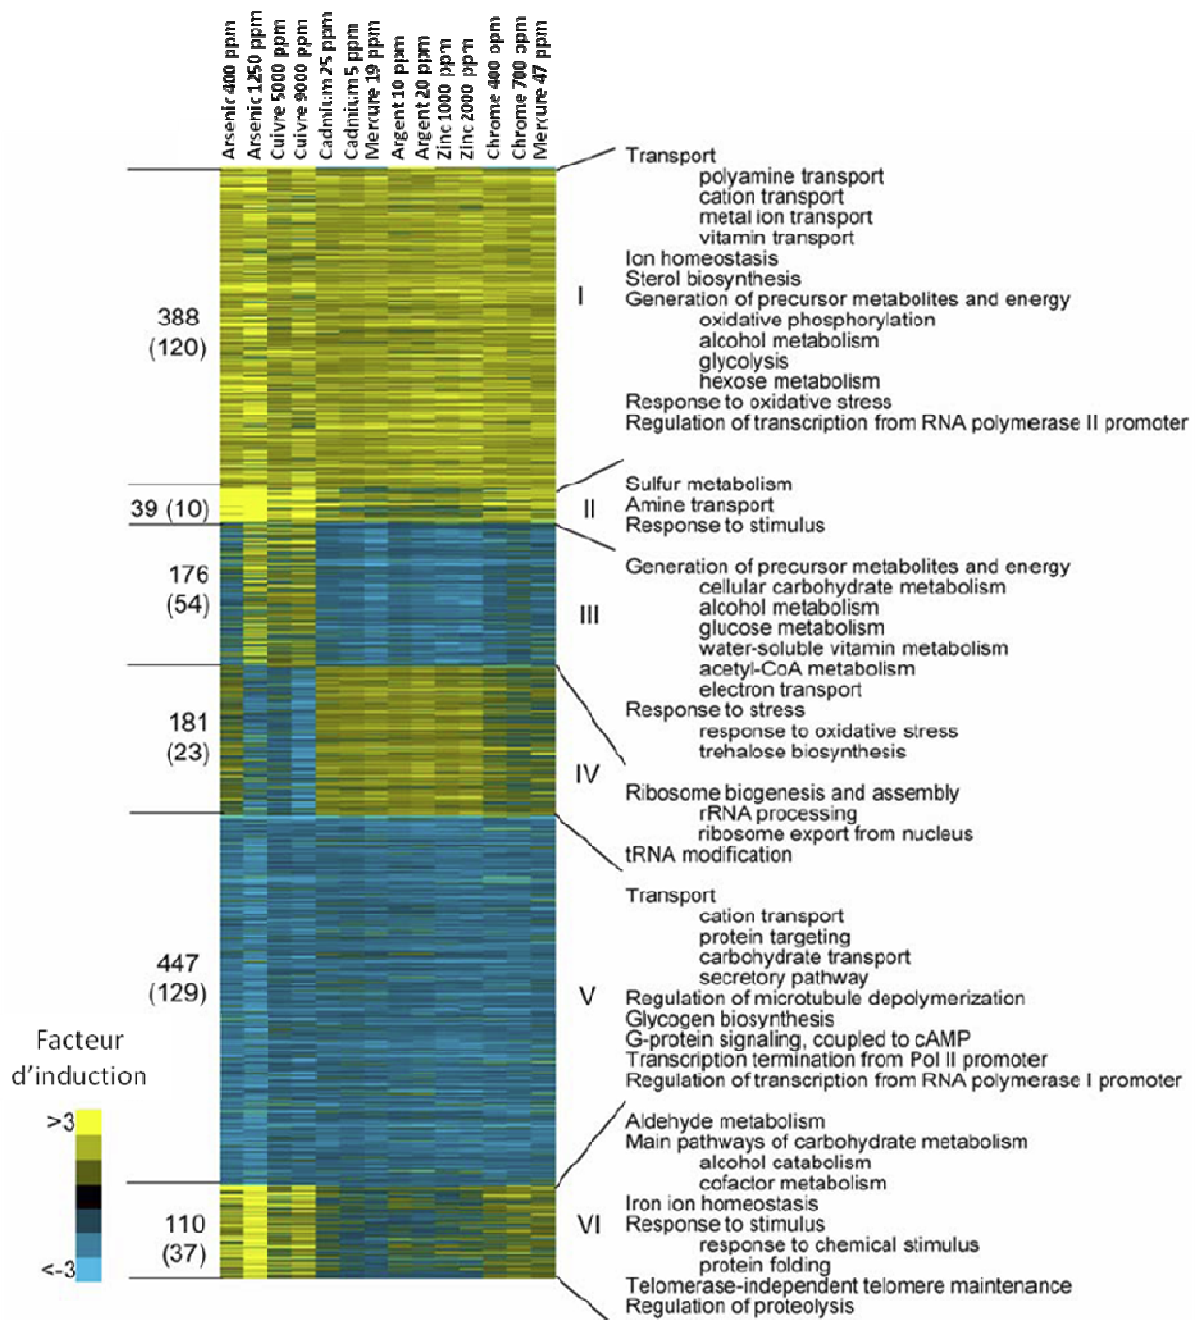 Arsenic 400 ppm
Arsenic 1250 ppm
Cuivre 5000 ppm
Cuivre 9000 ppm
Cadmium 25 ppm
Cadmium 5 ppm
Mercure 19 ppm
Argent 10 ppm
Argent 20 ppm
Zinc 1000 ppm
Zinc 2000 ppm
Chrome 400 ppm
Chrome 700 ppm
Mercure 47 ppm
388
(120)
I
Transport
polyamine transport
cation transport
metal ion transport
vitamin transport
Ion homeostasis
Sterol biosynthesis
Generation of precursor metabolites and energy
oxidative phosphorylation
alcohol metabolism
glycolysis
hexose metabolism
Response to oxidative stress
Regulation of transcription from RNA polymerase II promoter
39 (10)
II
Sulfur metabolism
Amine transport
Response to stimulus
176
(54)
III
Generation of precursor metabolites and energy
cellular carbohydrate metabolism
alcohol metabolism
glucose metabolism
water-soluble vitamin metabolism
acetyl-CoA metabolism
electron transport
Response to stress
response to oxidative stress
trehalose biosynthesis
181
(23)
IV
Ribosome biogenesis and assembly
rRNA processing
ribosome export from nucleus
tRNA modification
447
(129)
V
Transport
cation transport
protein targeting
carbohydrate transport
secretory pathway
Regulation of microtubule depolymerization
Glycogen biosynthesis
G-protein signaling, coupled to cAMP
Transcription termination from Pol II promoter
Regulation of transcription from RNA polymerase I promoter
110
(37)
VI
Aldehyde metabolism
Main pathways of carbohydrate metabolism
alcohol catabolism
cofactor metabolism
Iron ion homeostasis
Response to stimulus
response to chemical stimulus
protein folding
Telomerase-independent telomere maintenance
Regulation of proteolysis
Facteur
d'induction
>3
<-3